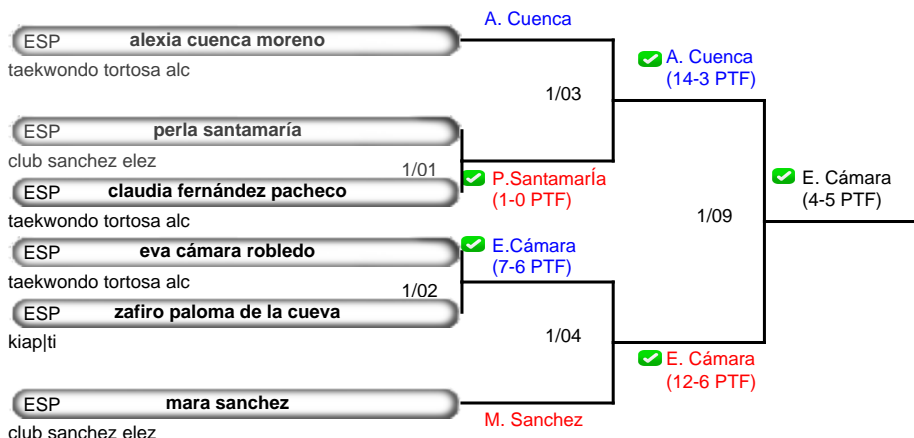 A. Cuenca
ESP alexia cuenca moreno
taekwondo tortosa alc
A. Cuenca
(14-3 PTF)
1/03
ESP perla santamaría
club sanchez elez
1/01
P.SantamarÍa
(1-0 PTF)
ESP claudia fernández pacheco
taekwondo tortosa alc
E. Cámara
(4-5 PTF)
1/09
ESP eva cámara robledo
taekwondo tortosa alc
E.Cámara
(7-6 PTF)
1/02
ESP zafiro paloma de la cueva
kiap|ti
1/04
E. Cámara
(12-6 PTF)
ESP mara sanchez
club sanchez elez
M. Sanchez